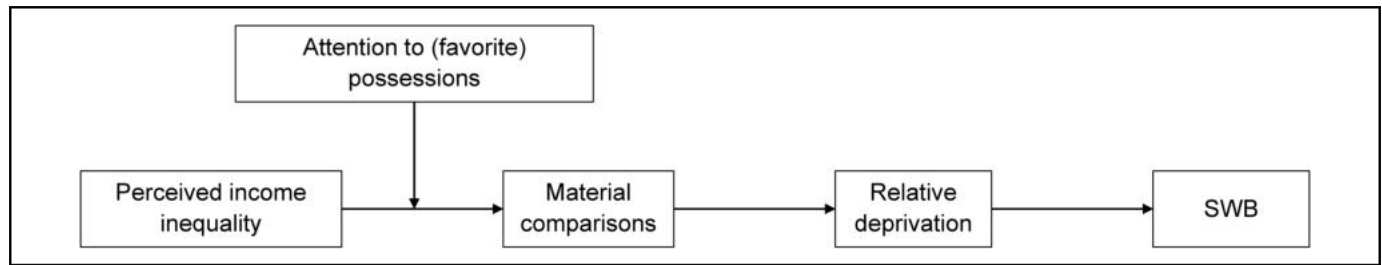 Attention to (favorite)
possessions
Perceived income
inequality
Material
comparisons
Relative
deprivation
SWB